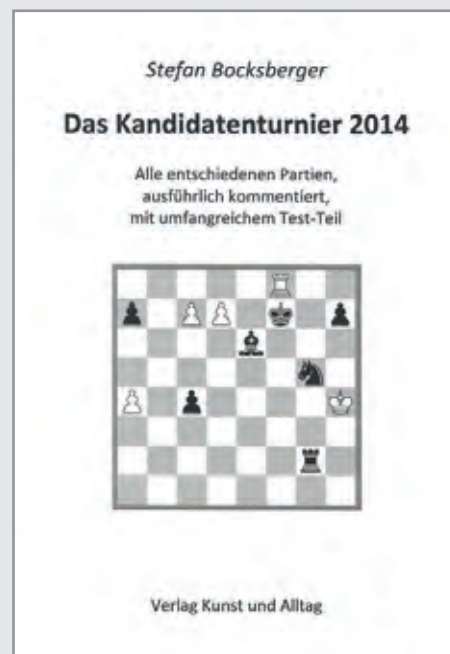 Stefan Bocksberger
Das Kandidatenturnier 2014
Alle entschiedenen Partien,
ausführlich kommentiert,
mit umfangreichem Test-Teil
Verlag Kunst und Alltag